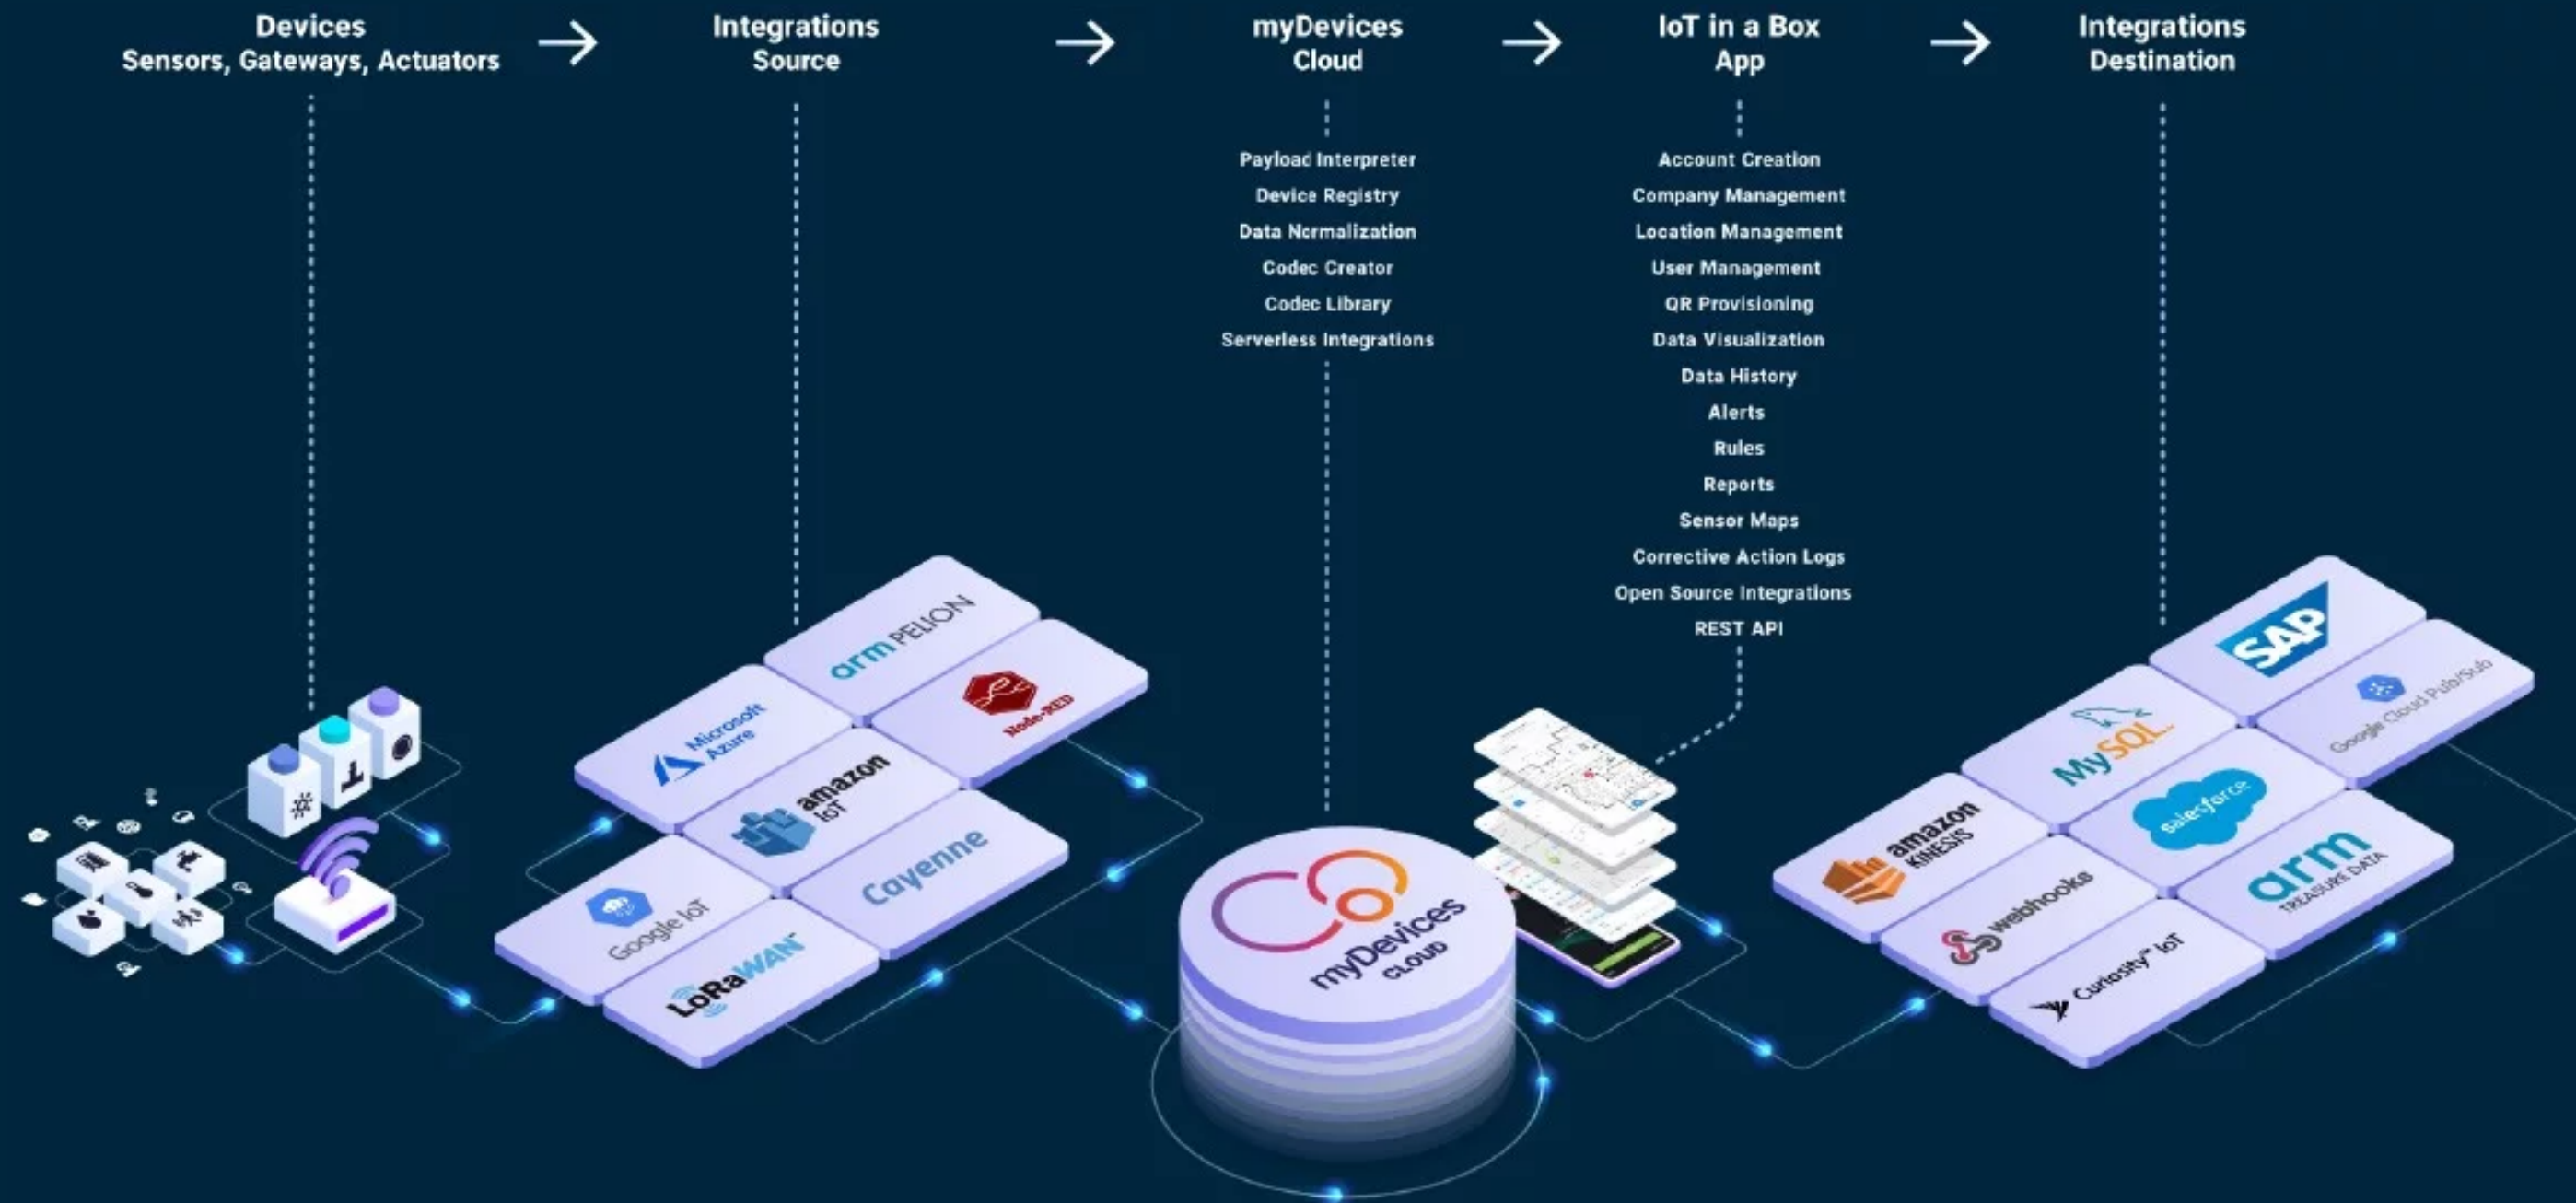 Devices
Sensors, Gateways, Actuators
Integrations
Source
myDevices
Cloud
IoT in a Box
App
Integrations
Destination
Payload Interpreter
Device Registry
Data Normalization
Codec Creator
Codec Library
Serverless Integrations
Account Creation
Company Management
Location Management
User Management
QR Provisioning
Data Visualization
Data History
Alerts
Rules
Reports
Sensor Maps
Corrective Action Logs
Open Source Integrations
REST API
arm PELION
Node-RED
Microsoft
Azure
amazon
IoT
Cayenne
Google IoT
LoRaWAN™
myDevices
CLOUD
SAP
Google Cloud Pub/Sub
MySQL™
salesforce
arm
TREASURE DATA
amazon
KINESIS
webhooks
Curiosity™ IoT